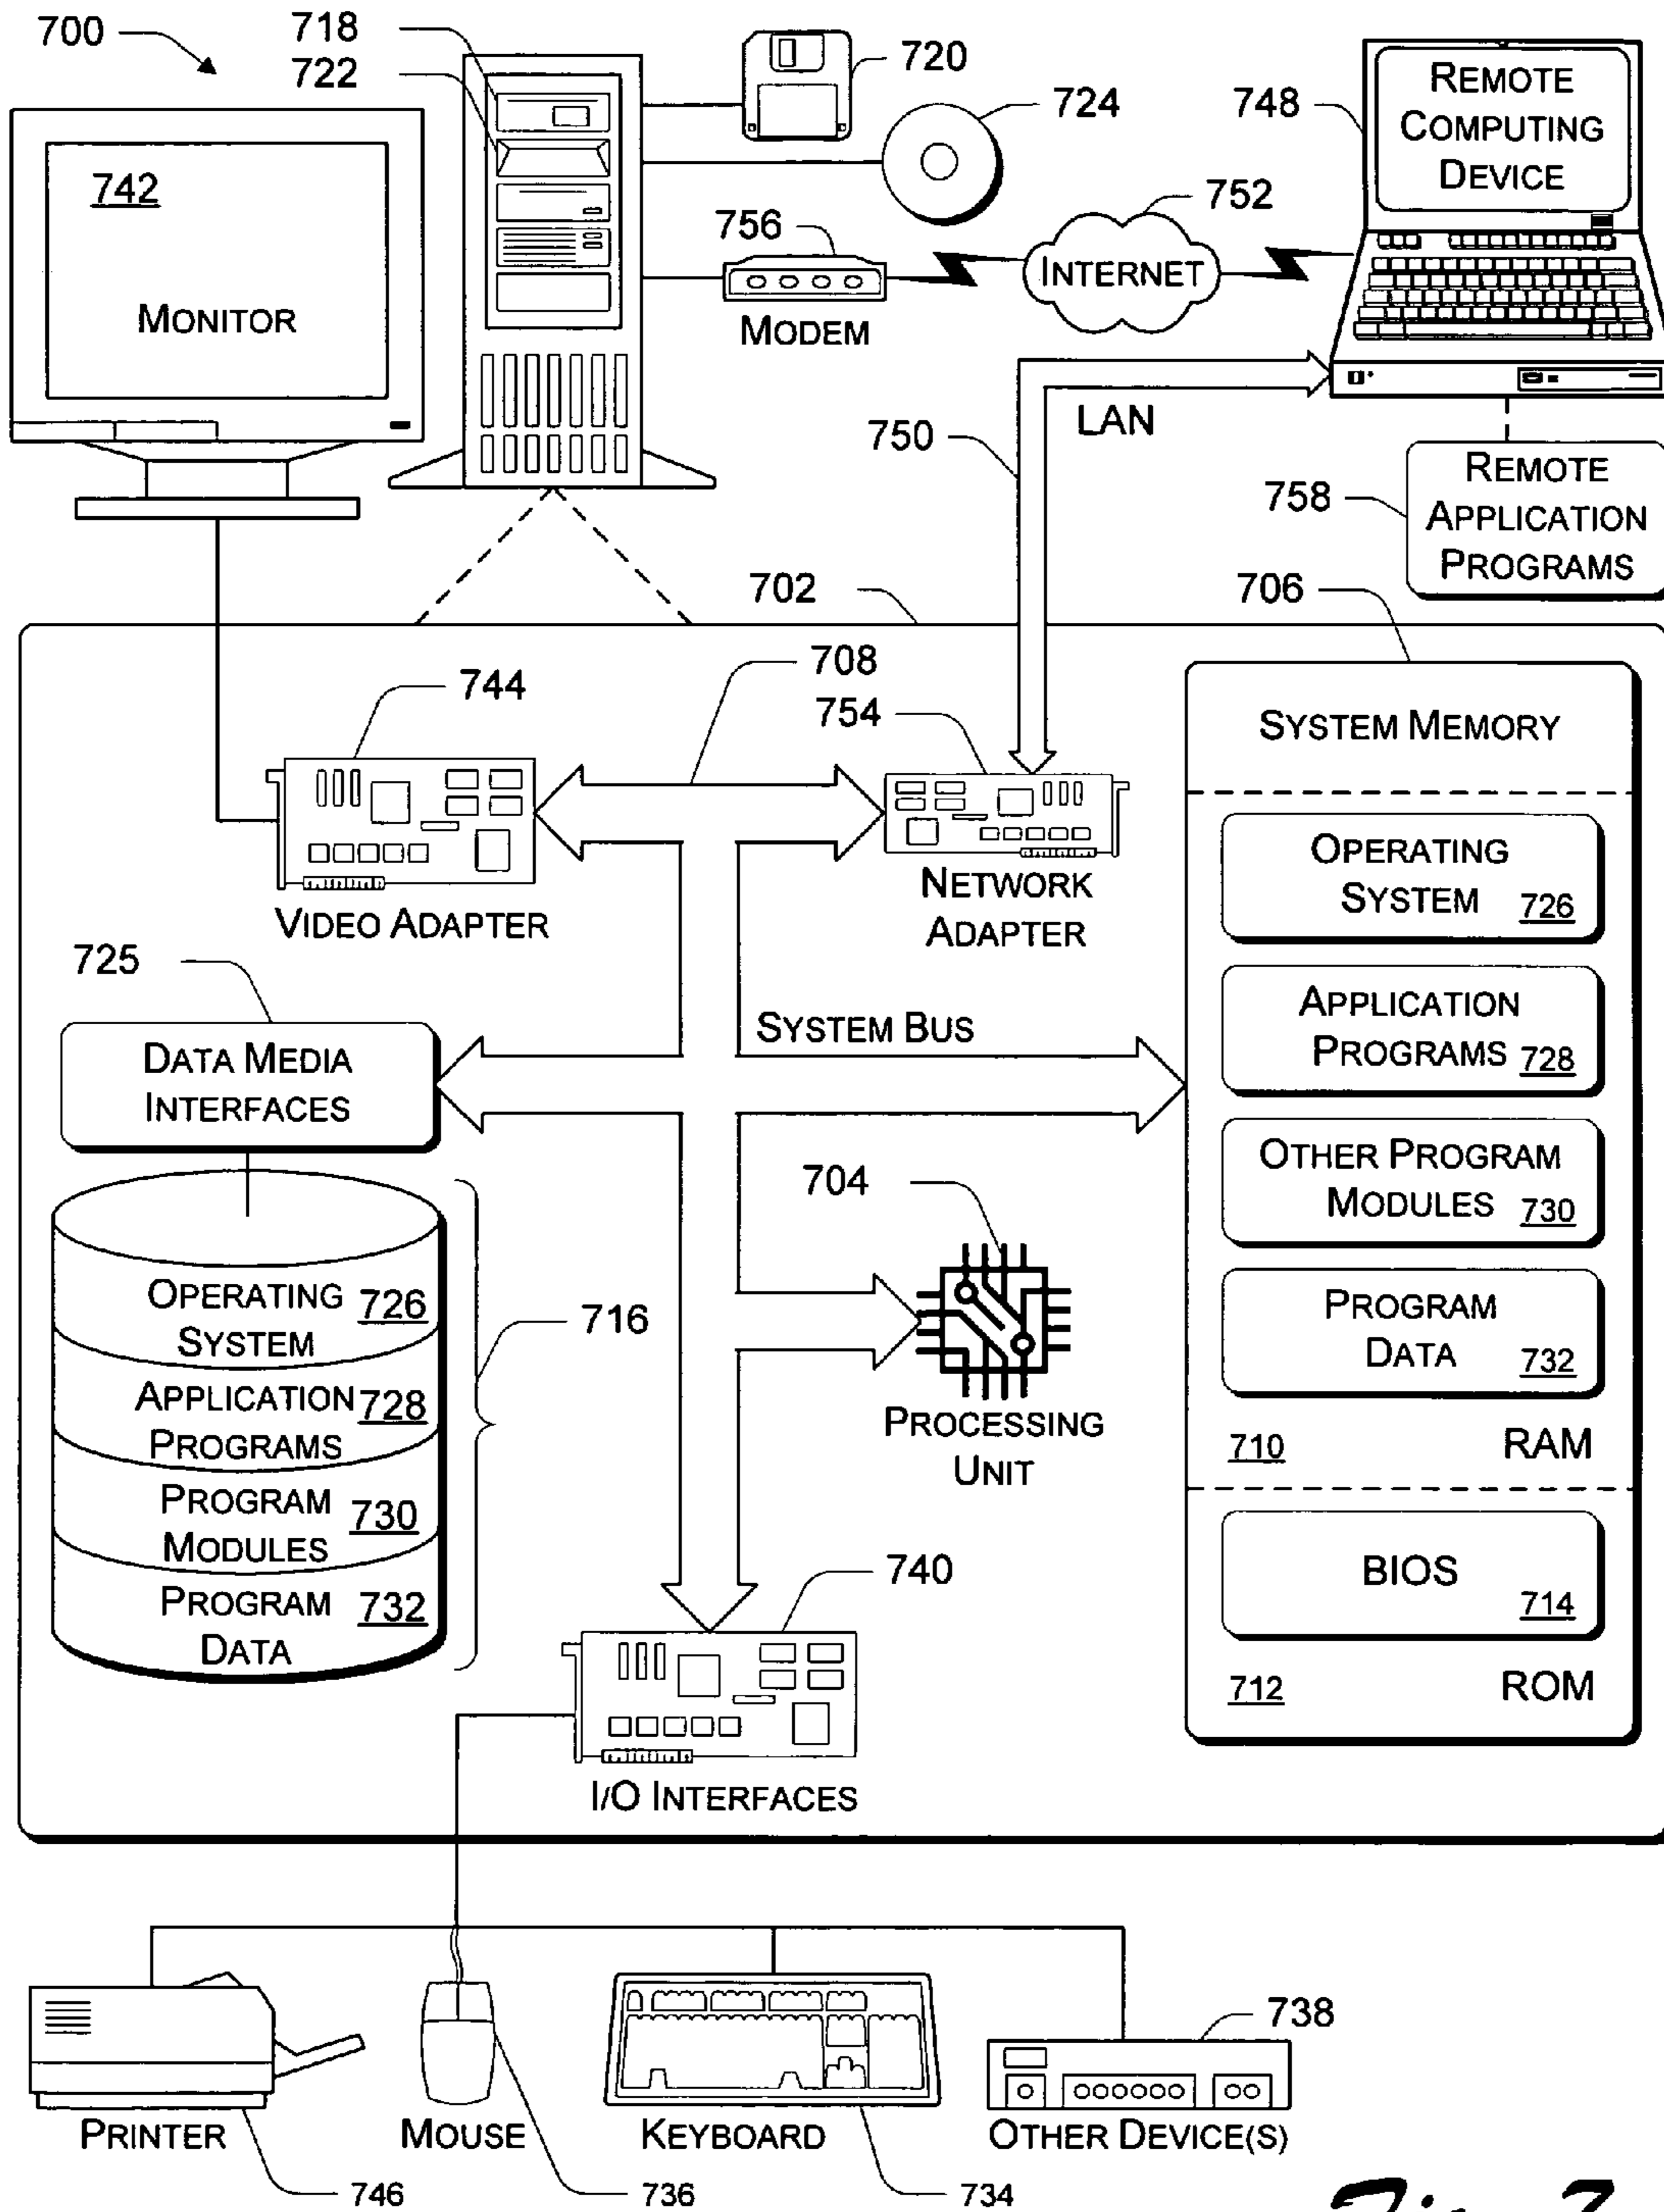 700
718
722
720
724
748
REMOTE
COMPUTING
DEVICE
742
MONITOR
756
MODEM
752
INTERNET
750
LAN
758
REMOTE
APPLICATION
PROGRAMS
702
706
708
744
754
VIDEO ADAPTER
NETWORK
ADAPTER
SYSTEM MEMORY
OPERATING
SYSTEM 726
APPLICATION
PROGRAMS 728
OTHER PROGRAM
MODULES 730
PROGRAM
DATA 732
710 RAM
BIOS
714
712 ROM
725
DATA MEDIA
INTERFACES
SYSTEM BUS
704
PROCESSING
UNIT
OPERATING 726
SYSTEM
APPLICATION 728
PROGRAMS
PROGRAM 730
MODULES
PROGRAM 732
DATA
716
740
I/O INTERFACES
738
PRINTER
MOUSE
KEYBOARD
OTHER DEVICE(S)
746
736
734